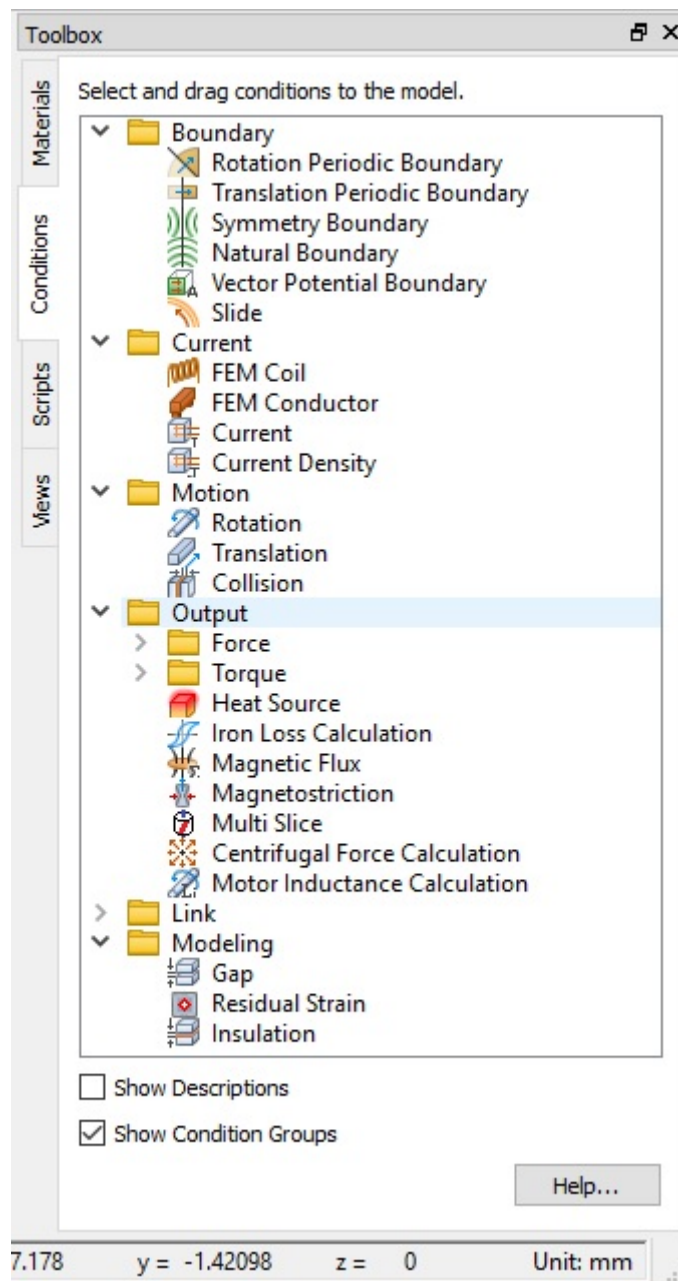 Toolbox
Materials
Conditions
Scripts
Views
Select and drag conditions to the model.
Boundary
Rotation Periodic Boundary
Translation Periodic Boundary
Symmetry Boundary
Natural Boundary
Vector Potential Boundary
Slide
Current
FEM Coil
FEM Conductor
Current
Current Density
Motion
Rotation
Translation
Collision
Output
Force
Torque
Heat Source
Iron Loss Calculation
Magnetic Flux
Magnetostriction
Multi Slice
Centrifugal Force Calculation
Motor Inductance Calculation
Link
Modeling
Gap
Residual Strain
Insulation
Show Descriptions
Show Condition Groups
Help...
7.178 y = -1.42098 z = 0 Unit: mm